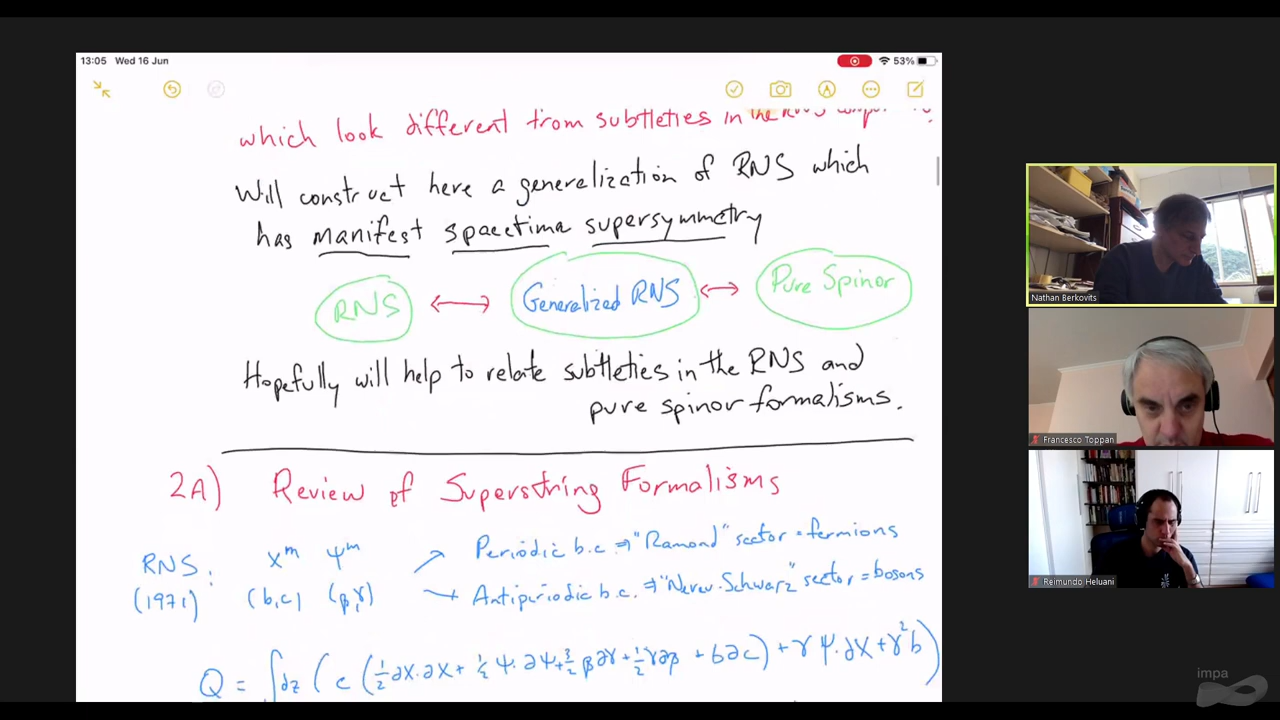 13:05 Wed 16 Jun
53%
which look different from subtleties in the RNS
Will construct here a generalization of RNS which
has manifest spacetime supersymmetry
RNS ↔ Generalized RNS ↔ Pure Spinor
Hopefully will help to relate subtleties in the RNS and
pure spinor formalisms.
2A) Review of Superstring Formalisms
RNS: x^m ψ^m → Periodic b.c. ⇒ "Ramond" sector = fermions
(1971) (b,c) (β,γ) → Antiperiodic b.c. ⇒ "Neveu-Schwarz" sector = bosons
Q = ∫dz ( c (½ ∂X·∂X + ½ ψ·∂ψ + 3/2 β∂γ + ½ γ∂β + b∂c) + γ ψ·∂X + γ² b)
Nathan Berkovits
Francesco Toppan
Reimundo Heluani
impa